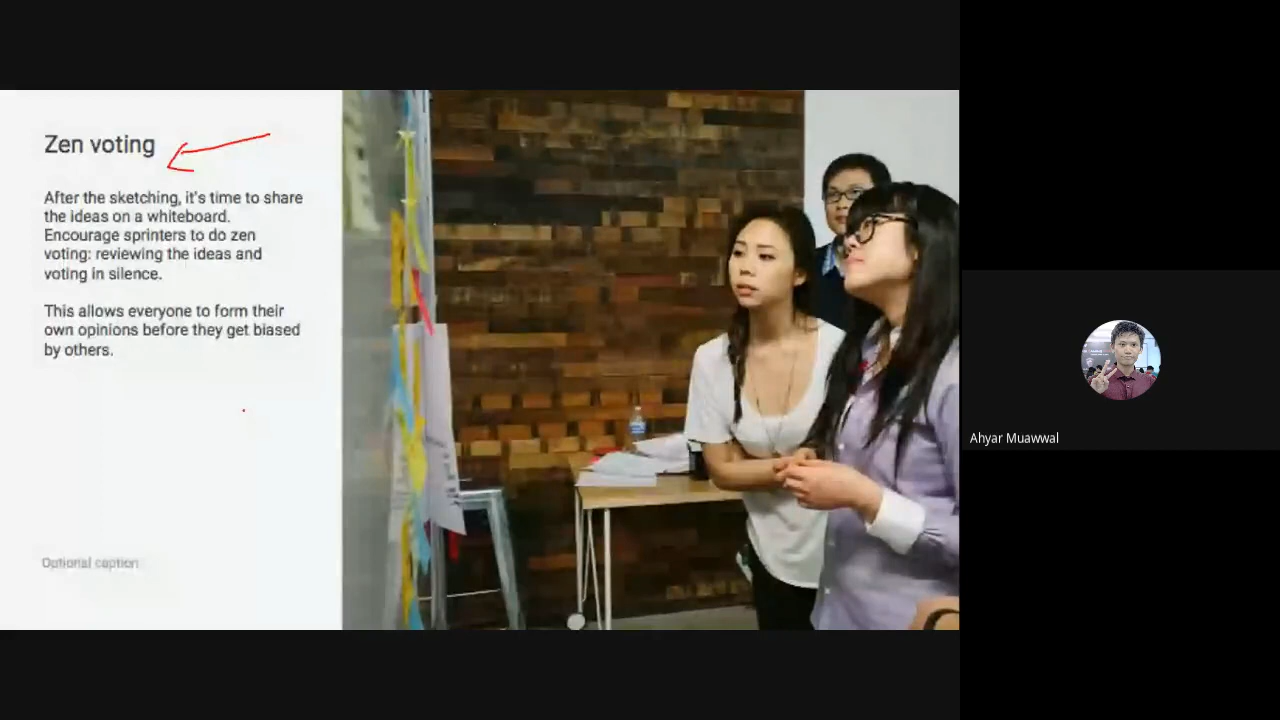 Zen voting
After the sketching, it's time to share
the ideas on a whiteboard.
Encourage sprinters to do zen
voting: reviewing the ideas and
voting in silence.
This allows everyone to form their
own opinions before they get biased
by others.
Optional caption
Ahyar Muawwal